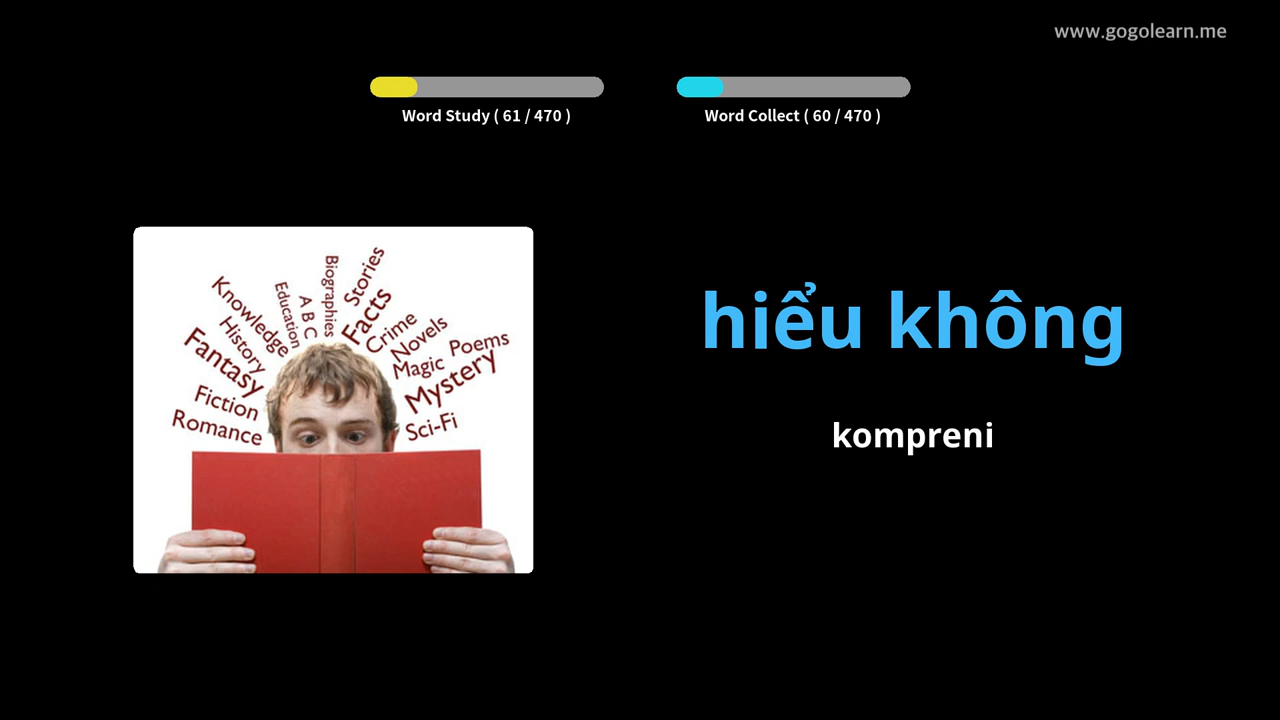 www.gogolearn.me
Word Study ( 61 / 470 )
Word Collect ( 60 / 470 )
Knowledge
History
Fantasy
Fiction
Romance
Education
A B C
Biographies
Stories
Facts
Crime
Novels
Magic
Poems
Mystery
Sci-Fi
hiểu không
kompreni